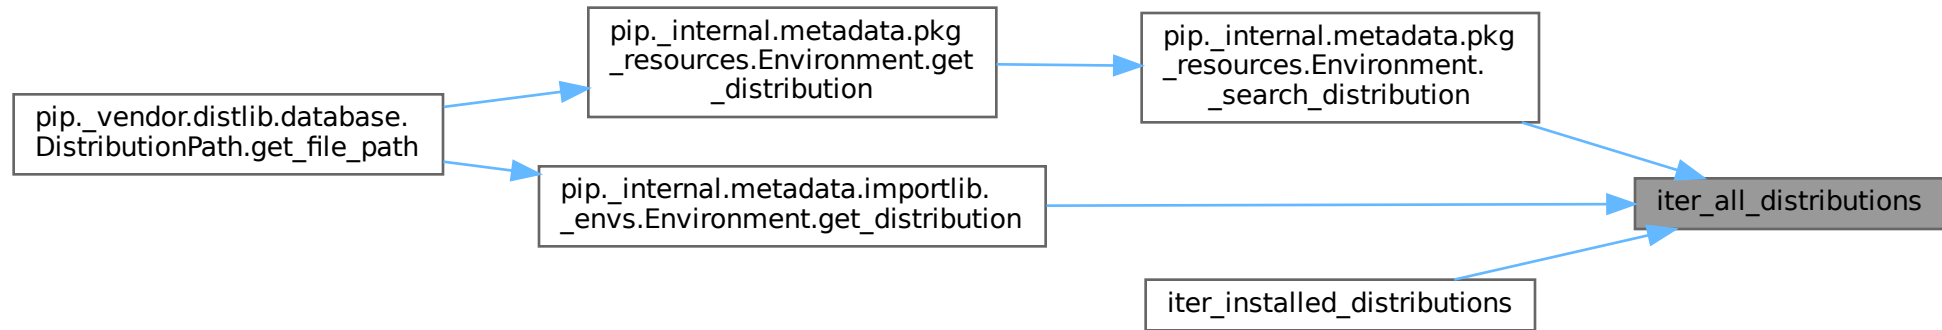 pip._internal.metadata.pkg
_resources.Environment.get
_distribution
pip._internal.metadata.pkg
_resources.Environment.
_search_distribution
pip._vendor.distlib.database.
DistributionPath.get_file_path
pip._internal.metadata.importlib.
_envs.Environment.get_distribution
iter_all_distributions
iter_installed_distributions